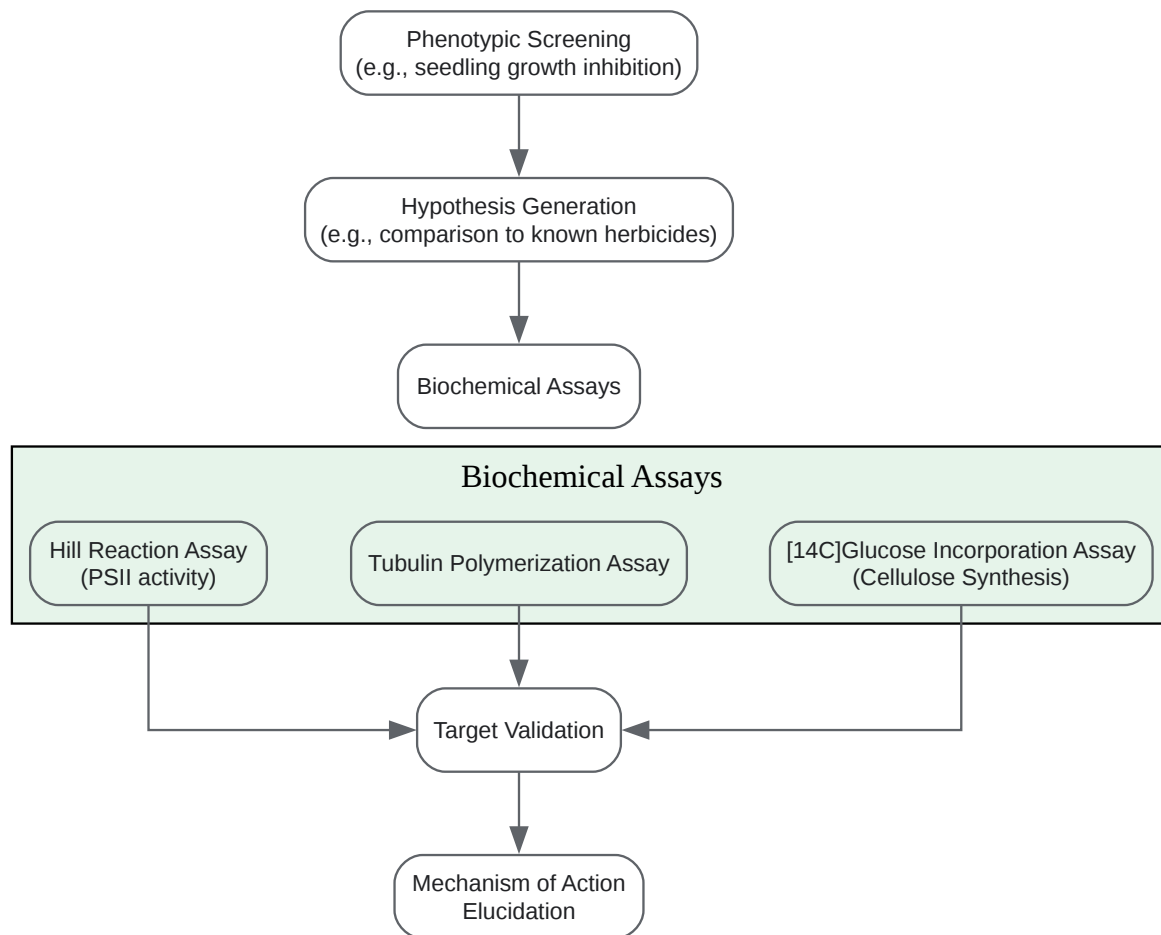 Phenotypic Screening
(e.g., seedling growth inhibition)
Hypothesis Generation
(e.g., comparison to known herbicides)
Biochemical Assays
Biochemical Assays
Hill Reaction Assay
(PSII activity)
Tubulin Polymerization Assay
[14C]Glucose Incorporation Assay
(Cellulose Synthesis)
Target Validation
Mechanism of Action
Elucidation